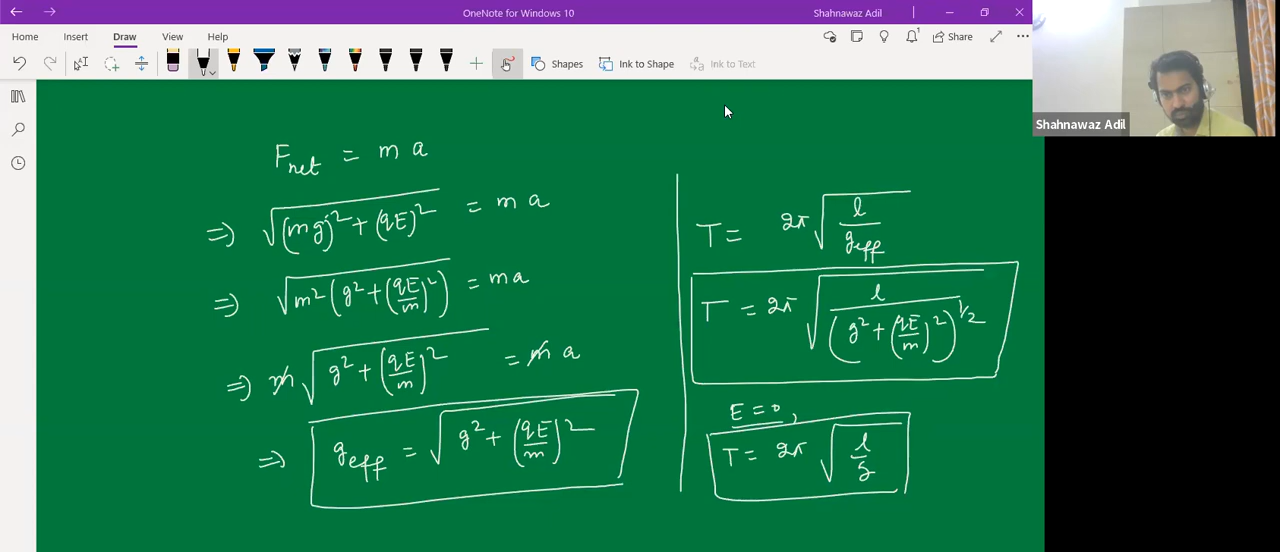 OneNote for Windows 10
Shahnawaz Adil
Home Insert Draw View Help
Share
Shapes
Ink to Shape
Ink to Text
Shahnawaz Adil
F_net = m a
⇒ √((mg)² + (qE)²) = m a
⇒ √(m² (g² + (qE/m)²)) = m a
⇒ m √(g² + (qE/m)²) = m a
⇒ g_eff = √(g² + (qE/m)²)
T = 2π √(l/g_eff)
T = 2π √(l/(g² + (qE/m)²)^1/2)
E = 0,
T = 2π √(l/g)